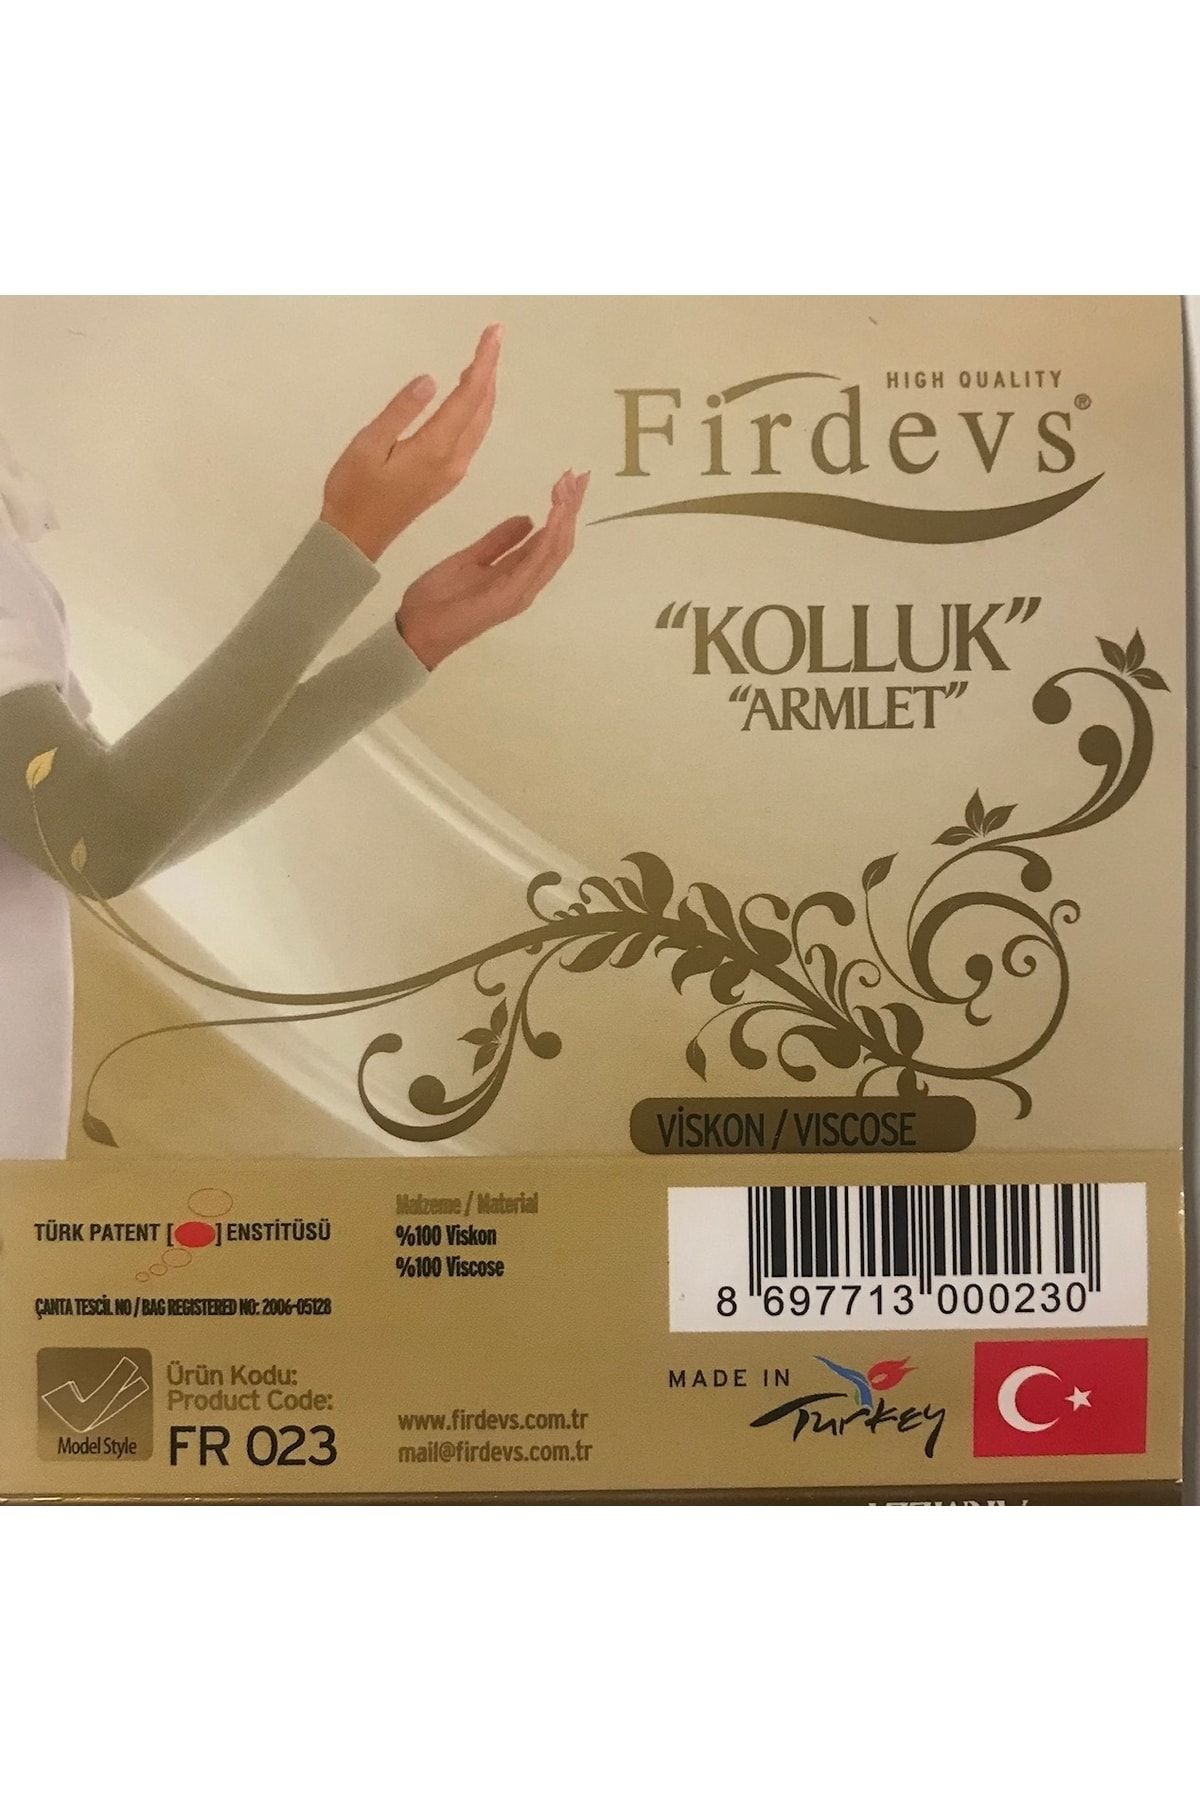 HIGH QUALITY
Firdevs®
“KOLLUK”
“ARMLET”
VİSKON / VISCOSE
TÜRK PATENT [ ] ENSTİTÜSÜ
ÇANTA TESCİL NO / BAG REGISTERED NO: 2006-05128
Malzeme / Material
%100 Viskon
%100 Viscose
8 697713 000230
Model Style
Ürün Kodu:
Product Code:
FR 023
www.firdevs.com.tr
mail@firdevs.com.tr
MADE IN
Turkey